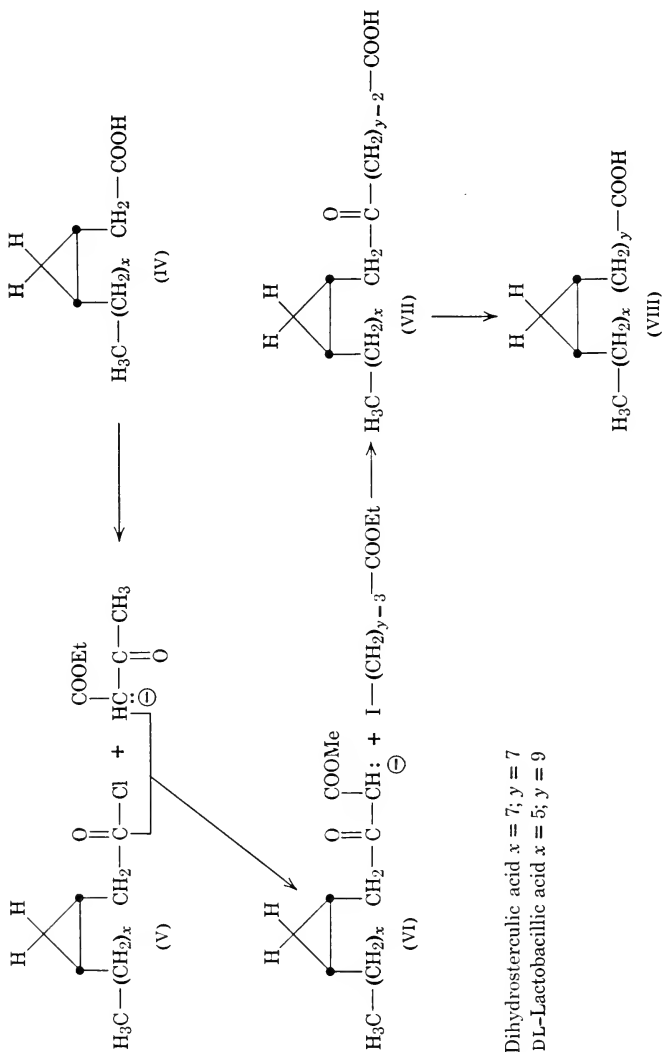 H H
H₃C—(CH₂)ₓ CH₂—COOH
(IV)
H H
O
H₃C—(CH₂)ₓ CH₂—C—Cl + HC:⊖—C—CH₃
COOEt
O
(V)
H H
O COOMe
H₃C—(CH₂)ₓ CH₂—C—CH: ⊖ + I—(CH₂)y−3—COOEt
(VI)
H H
O
H₃C—(CH₂)ₓ CH₂—C—(CH₂)y−2—COOH
(VII)
H H
H₃C—(CH₂)ₓ (CH₂)y—COOH
(VIII)
Dihydrosterculic acid x = 7; y = 7
DL-Lactobacillic acid x = 5; y = 9